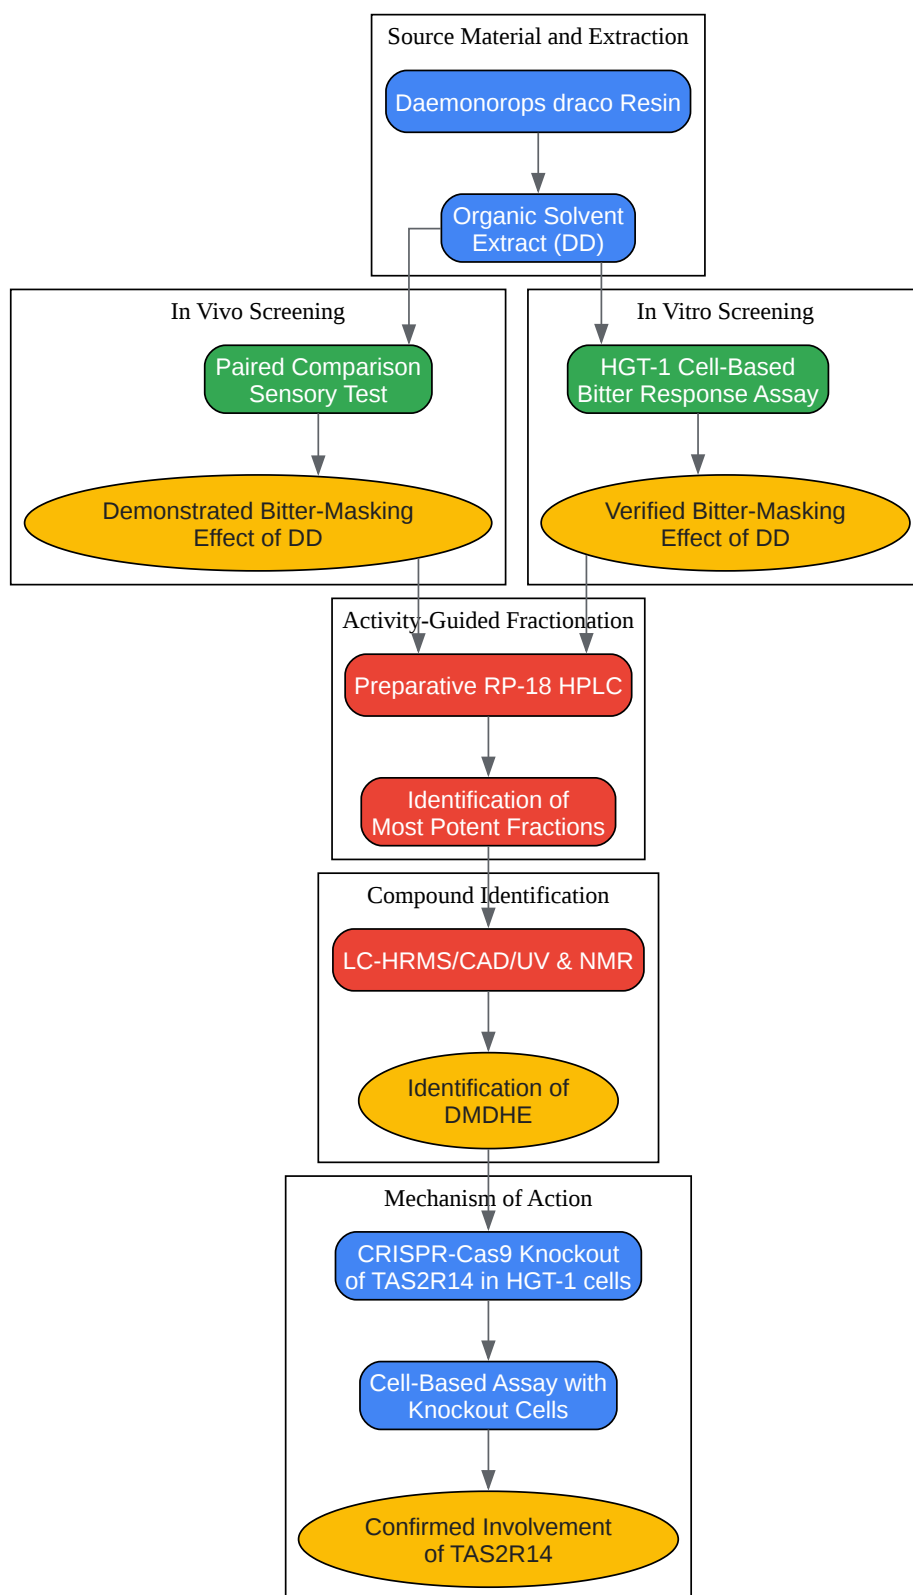 Source Material and Extraction
Daemonorops draco Resin
Organic Solvent
Extract (DD)
In Vivo Screening
Paired Comparison
Sensory Test
Demonstrated Bitter-Masking
Effect of DD
In Vitro Screening
HGT-1 Cell-Based
Bitter Response Assay
Verified Bitter-Masking
Effect of DD
Activity-Guided Fractionation
Preparative RP-18 HPLC
Identification of
Most Potent Fractions
Compound Identification
LC-HRMS/CAD/UV & NMR
Identification of
DMDHE
Mechanism of Action
CRISPR-Cas9 Knockout
of TAS2R14 in HGT-1 cells
Cell-Based Assay with
Knockout Cells
Confirmed Involvement
of TAS2R14